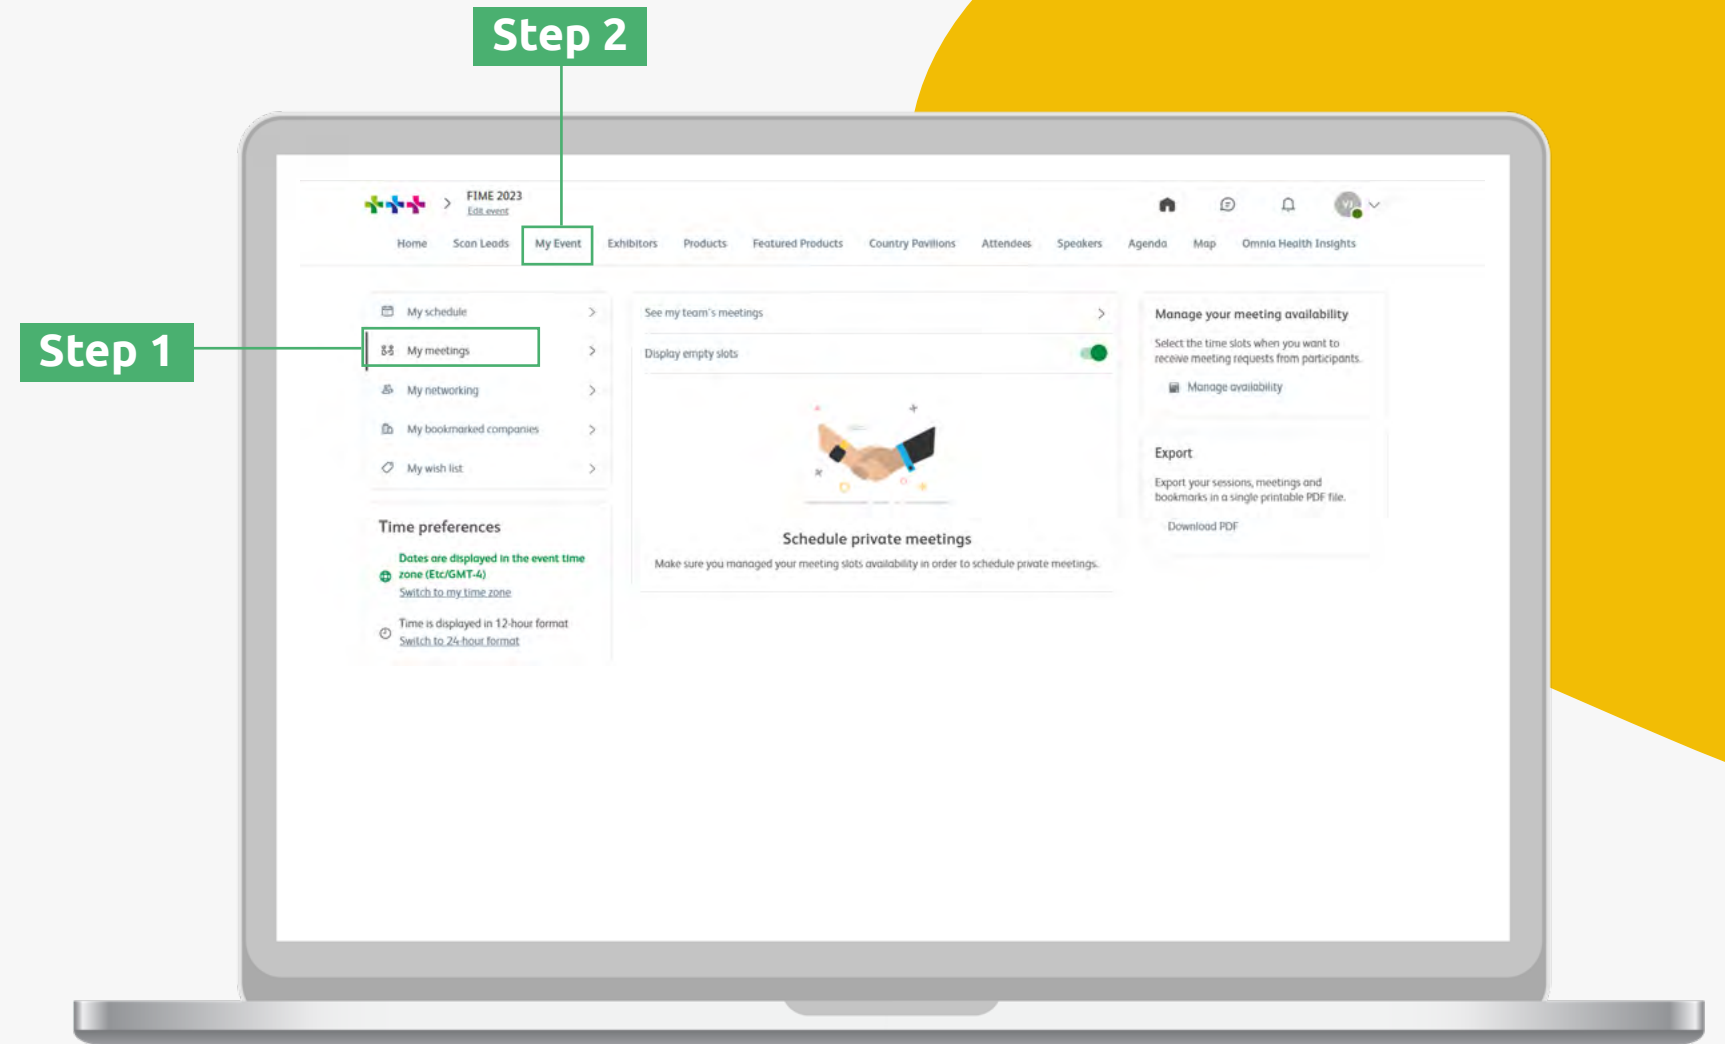 Step 2
Step 1
FIME 2023
Edit event
VJ
Home Scan Leads My Event Exhibitors Products Featured Products Country Pavilions Attendees Speakers Agenda Map Omnia Health Insights
My schedule
My meetings
My networking
My bookmarked companies
My wish list
Time preferences
Dates are displayed in the event time
zone (Etc/GMT-4)
Switch to my time zone
Time is displayed in 12-hour format
Switch to 24-hour format
See my team's meetings
Display empty slots
Schedule private meetings
Make sure you managed your meeting slots availability in order to schedule private meetings.
Manage your meeting availability
Select the time slots when you want to
receive meeting requests from participants.
Manage availability
Export
Export your sessions, meetings and
bookmarks in a single printable PDF file.
Download PDF